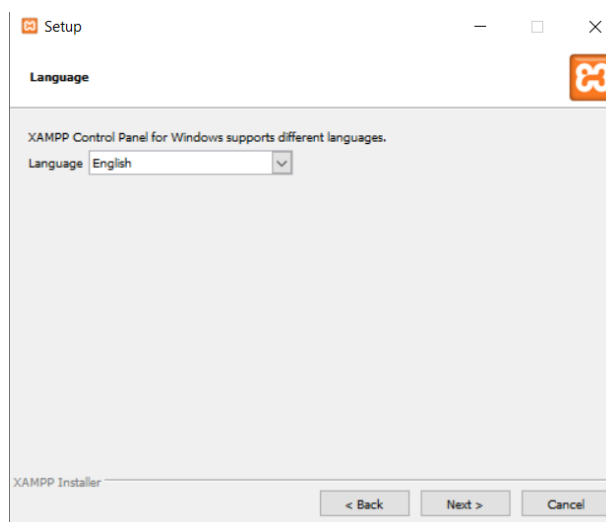 Setup
Language
XAMPP Control Panel for Windows supports different languages.
Language English
XAMPP Installer
< Back Next > Cancel